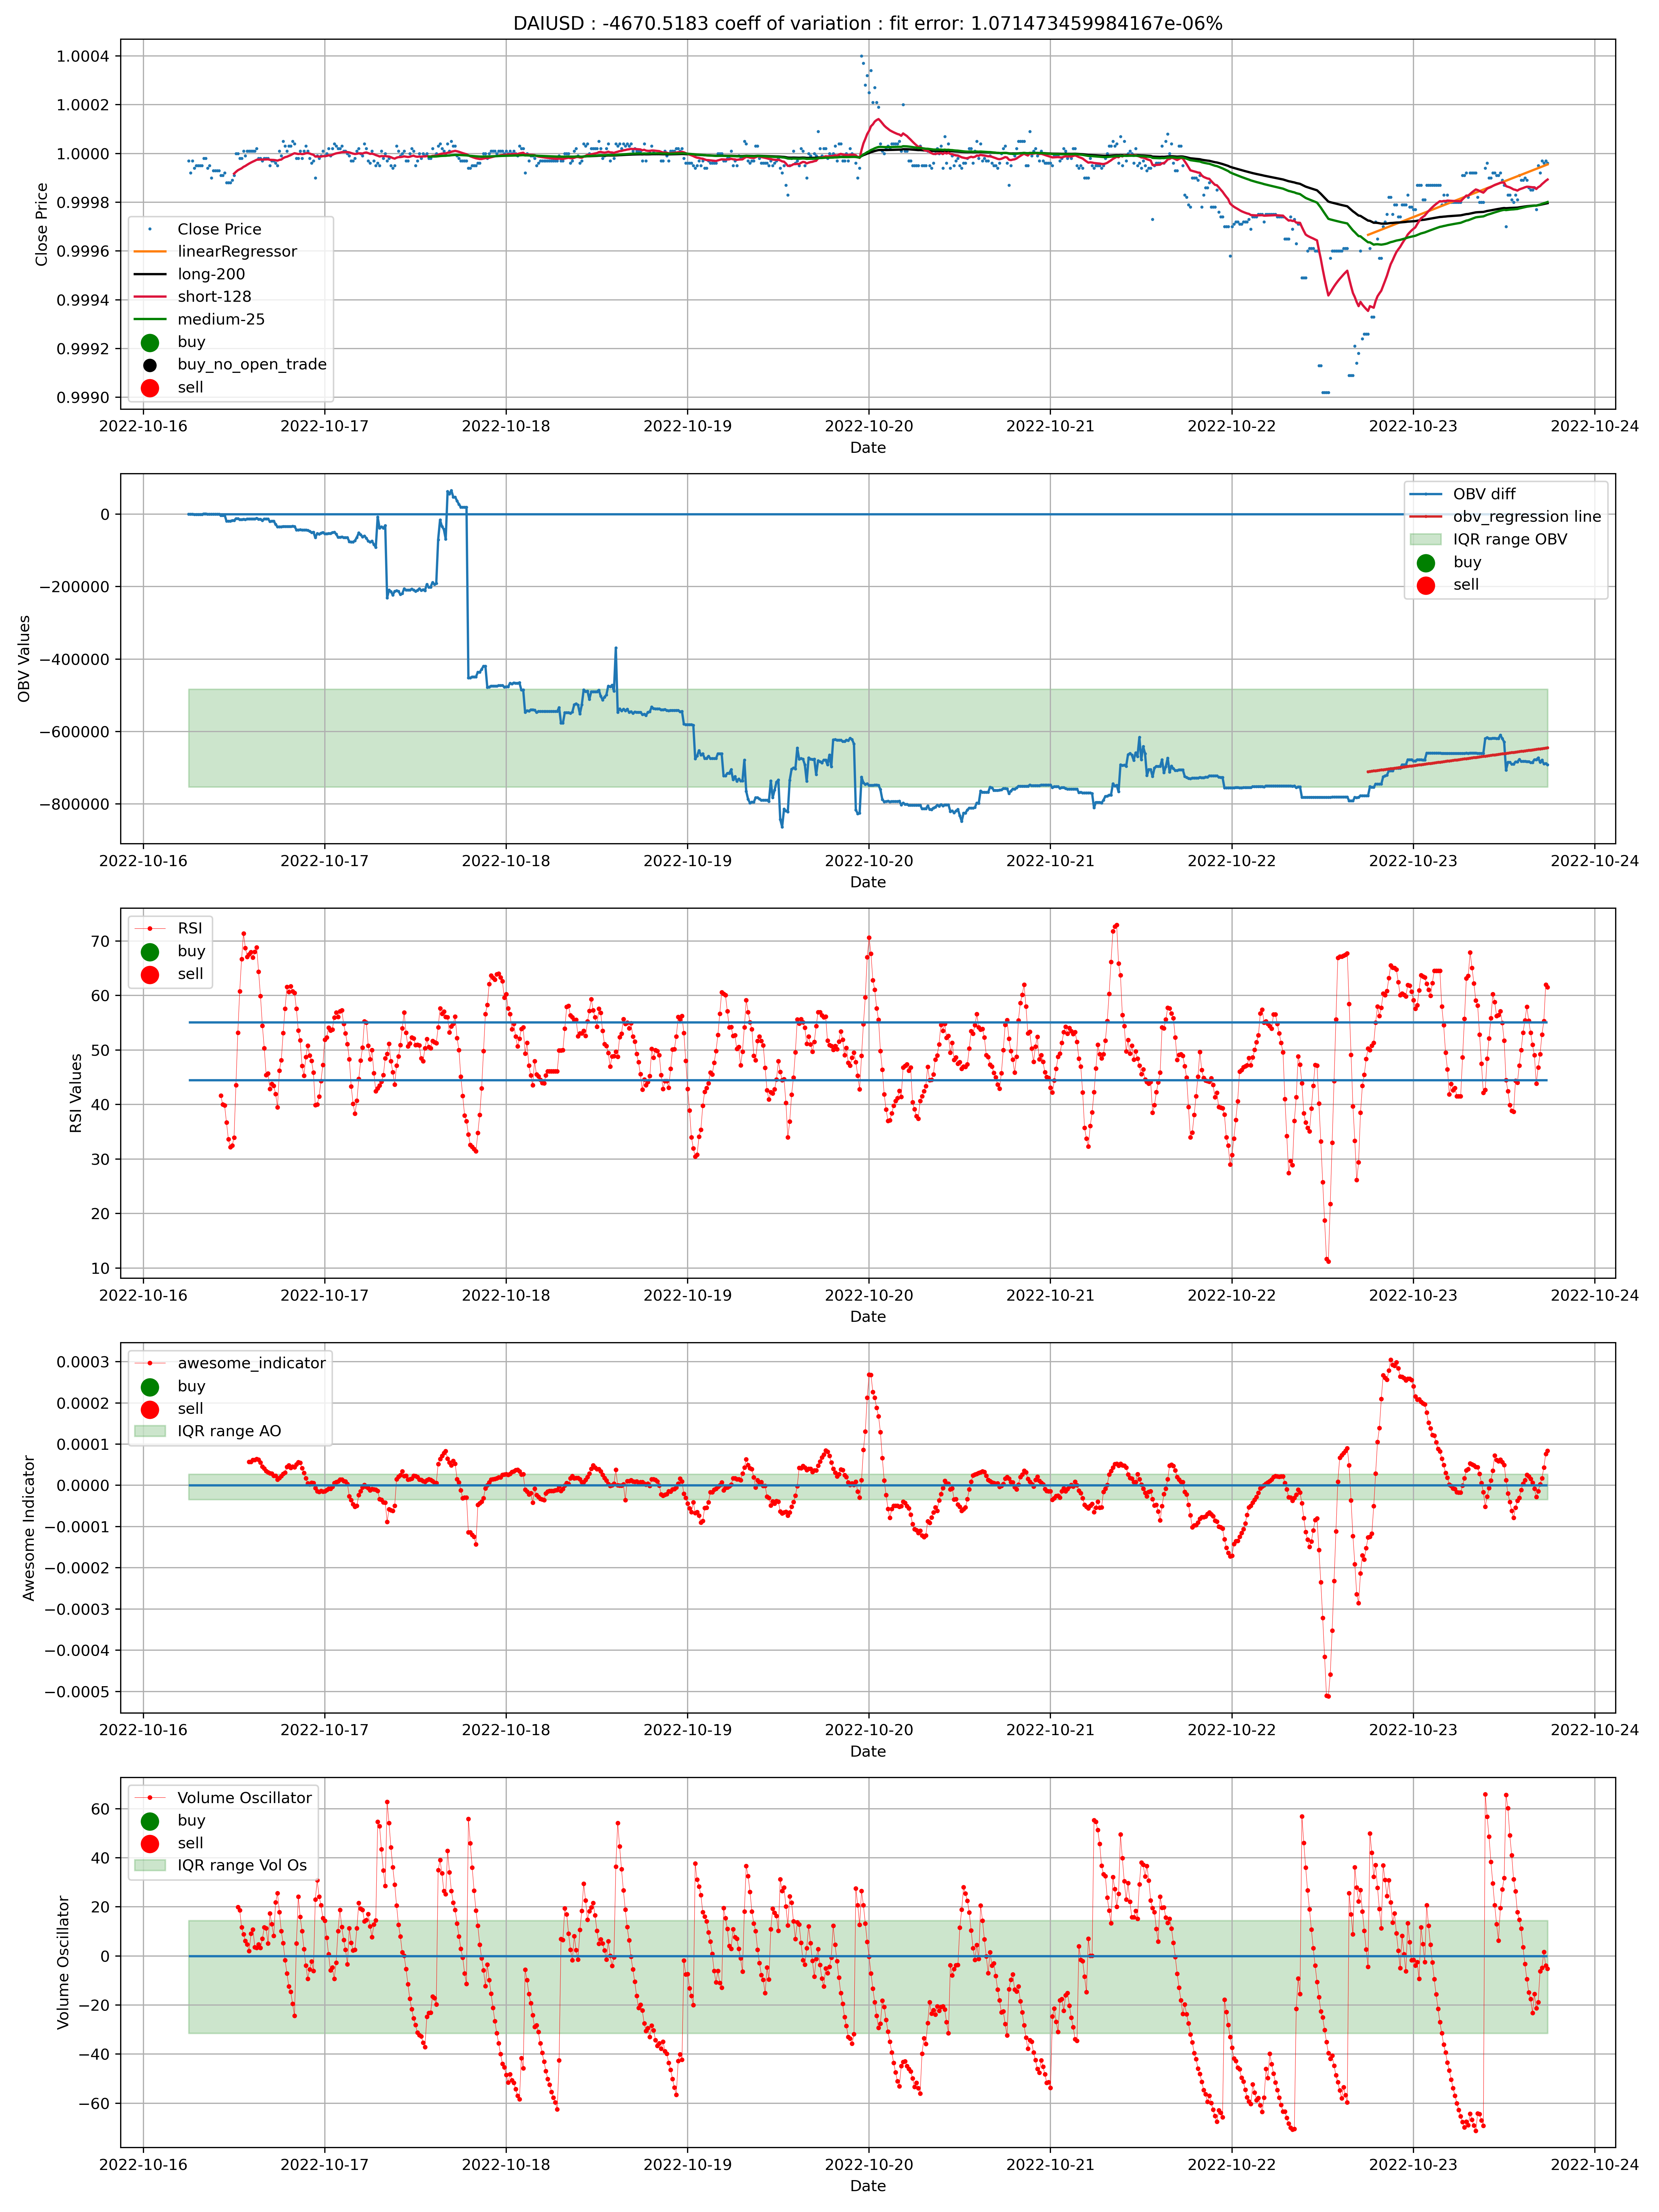 DAIUSD : -4670.5183 coeff of variation : fit error: 1.071473459984167e-06%
1.0004
1.0002
1.0000
0.9998
0.9996
0.9994
0.9992
0.9990
Close Price
Close Price
linearRegressor
long-200
short-128
medium-25
buy
buy_no_open_trade
sell
2022-10-16 2022-10-17 2022-10-18 2022-10-19 2022-10-20 2022-10-21 2022-10-22 2022-10-23 2022-10-24
Date
0
−200000
−400000
−600000
−800000
OBV Values
OBV diff
obv_regression line
IQR range OBV
buy
sell
2022-10-16 2022-10-17 2022-10-18 2022-10-19 2022-10-20 2022-10-21 2022-10-22 2022-10-23 2022-10-24
Date
70
60
50
40
30
20
10
RSI Values
RSI
buy
sell
2022-10-16 2022-10-17 2022-10-18 2022-10-19 2022-10-20 2022-10-21 2022-10-22 2022-10-23 2022-10-24
Date
0.0003
0.0002
0.0001
0.0000
−0.0001
−0.0002
−0.0003
−0.0004
−0.0005
Awesome Indicator
awesome_indicator
buy
sell
IQR range AO
2022-10-16 2022-10-17 2022-10-18 2022-10-19 2022-10-20 2022-10-21 2022-10-22 2022-10-23 2022-10-24
Date
60
40
20
0
−20
−40
−60
Volume Oscillator
Volume Oscillator
buy
sell
IQR range Vol Os
2022-10-16 2022-10-17 2022-10-18 2022-10-19 2022-10-20 2022-10-21 2022-10-22 2022-10-23 2022-10-24
Date